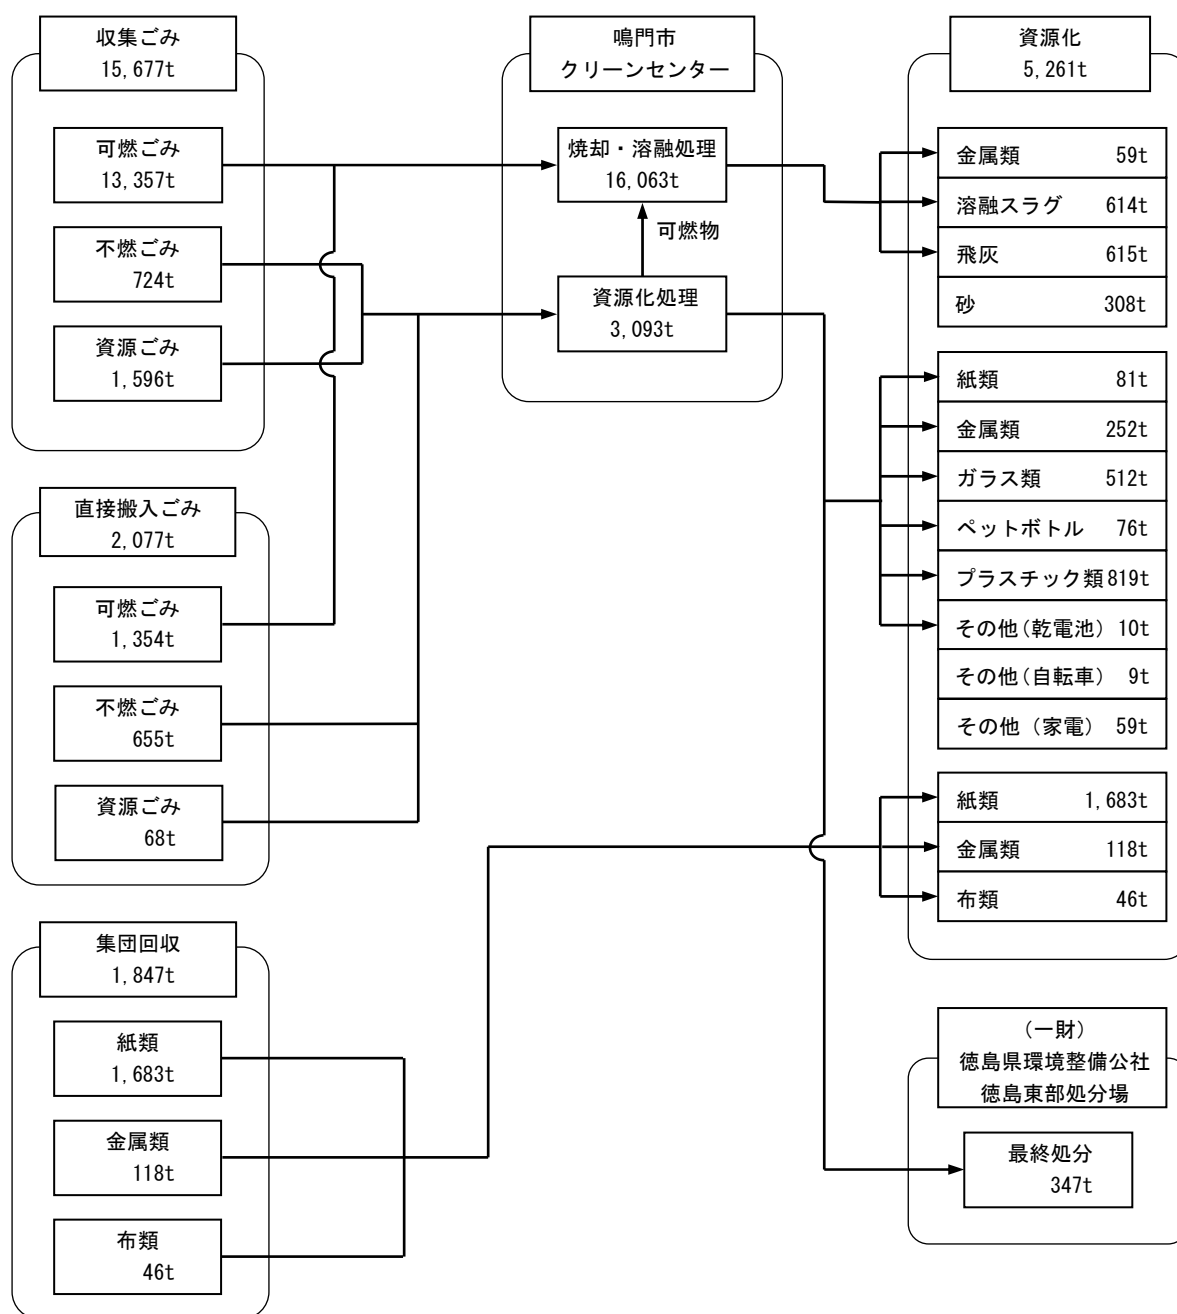 収集ごみ
15,677t
可燃ごみ
13,357t
不燃ごみ
724t
資源ごみ
1,596t
直接搬入ごみ
2,077t
可燃ごみ
1,354t
不燃ごみ
655t
資源ごみ
68t
集団回収
1,847t
紙類
1,683t
金属類
118t
布類
46t
鳴門市
クリーンセンター
焼却・溶融処理
16,063t
可燃物
資源化処理
3,093t
資源化
5,261t
金属類 59t
溶融スラグ 614t
飛灰 615t
砂 308t
紙類 81t
金属類 252t
ガラス類 512t
ペットボトル 76t
プラスチック類 819t
その他(乾電池) 10t
その他(自転車) 9t
その他(家電) 59t
紙類 1,683t
金属類 118t
布類 46t
(一財)
徳島県環境整備公社
徳島東部処分場
最終処分
347t